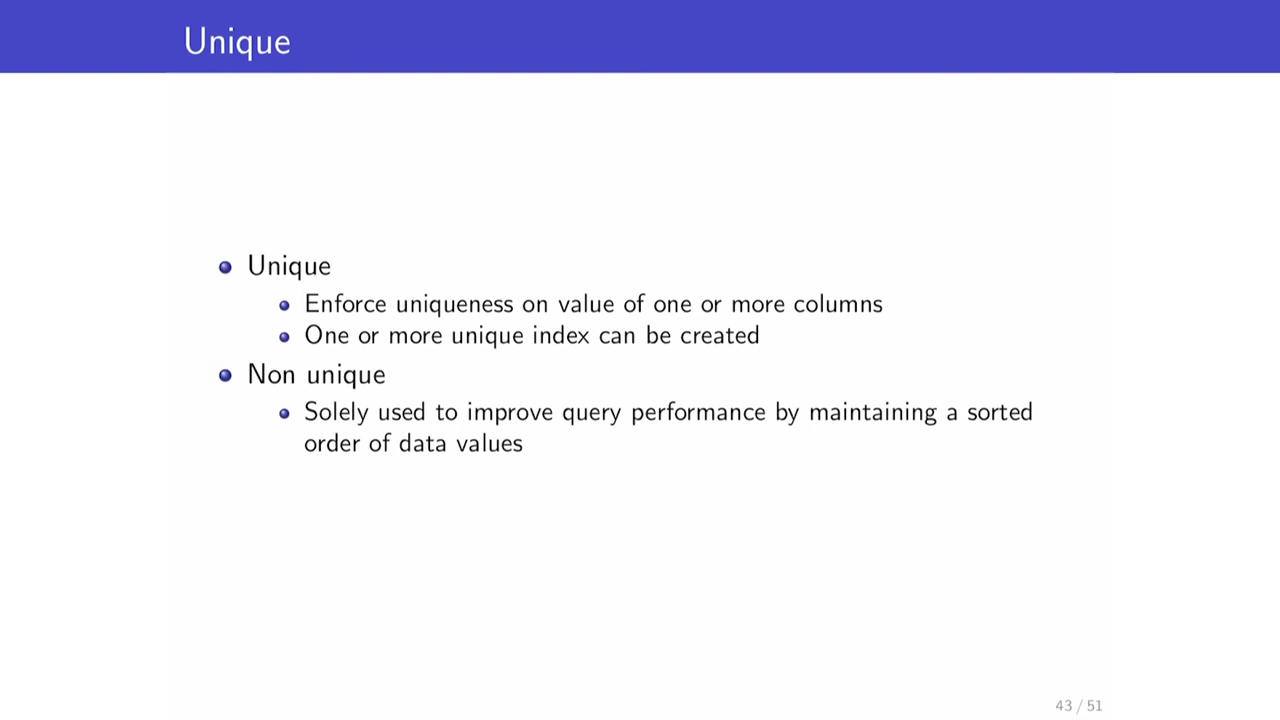 Unique
Unique
Enforce uniqueness on value of one or more columns
One or more unique index can be created
Non unique
Solely used to improve query performance by maintaining a sorted
order of data values
43 / 51